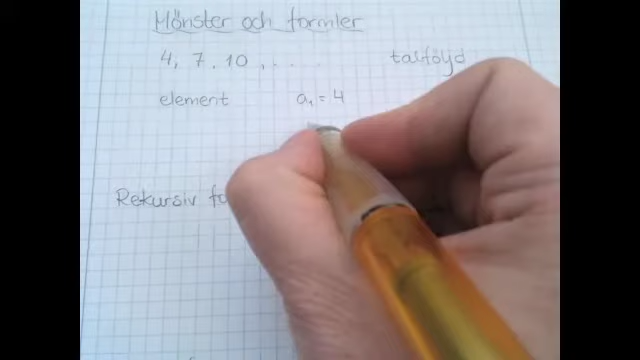 Mönster och formler
4, 7, 10, .... talföljd
element a₁ = 4
Rekursiv